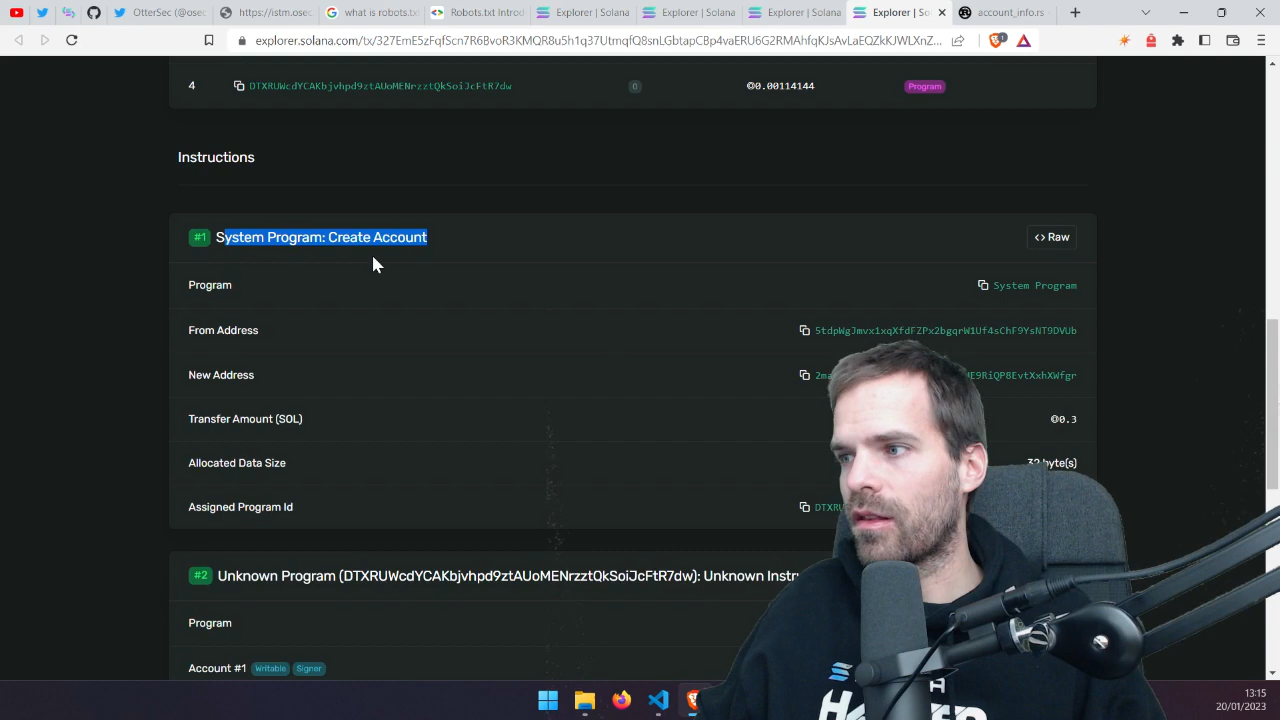 OtterSec (@osec
https://istm.osec
what is robots.txt
Robots.txt Introd
Explorer | Solana
Explorer | Solana
Explorer | Solana
Explorer | So
account_info.rs
explorer.solana.com/tx/327EmE5zFqfScn7R6BvoR3KMQR8u5h1q37UtmqfQ8snLGbtapCBp4vaERU6G2RMAhfqKJsAvLaEQZkKJWLXnZ...
1
4
DTXRUWcdYCAKbjvhpd9ztAUoMENrzztQkSoiJcFtR7dw
0
0.00114144
Program
Instructions
#1
System Program: Create Account
<> Raw
Program
System Program
From Address
5tdpWgJmvx1xqXfdFZPx2bgqrW1Uf4sChF9YsNT9DVUb
New Address
Transfer Amount (SOL)
0.3
Allocated Data Size
32 byte(s)
Assigned Program Id
#2
Unknown Program (DTXRUWcdYCAKbjvhpd9ztAUoMENrzztQkSoiJcFtR7dw): Unknown Instr
Program
Account #1
Writable
Signer
13:15
20/01/2023